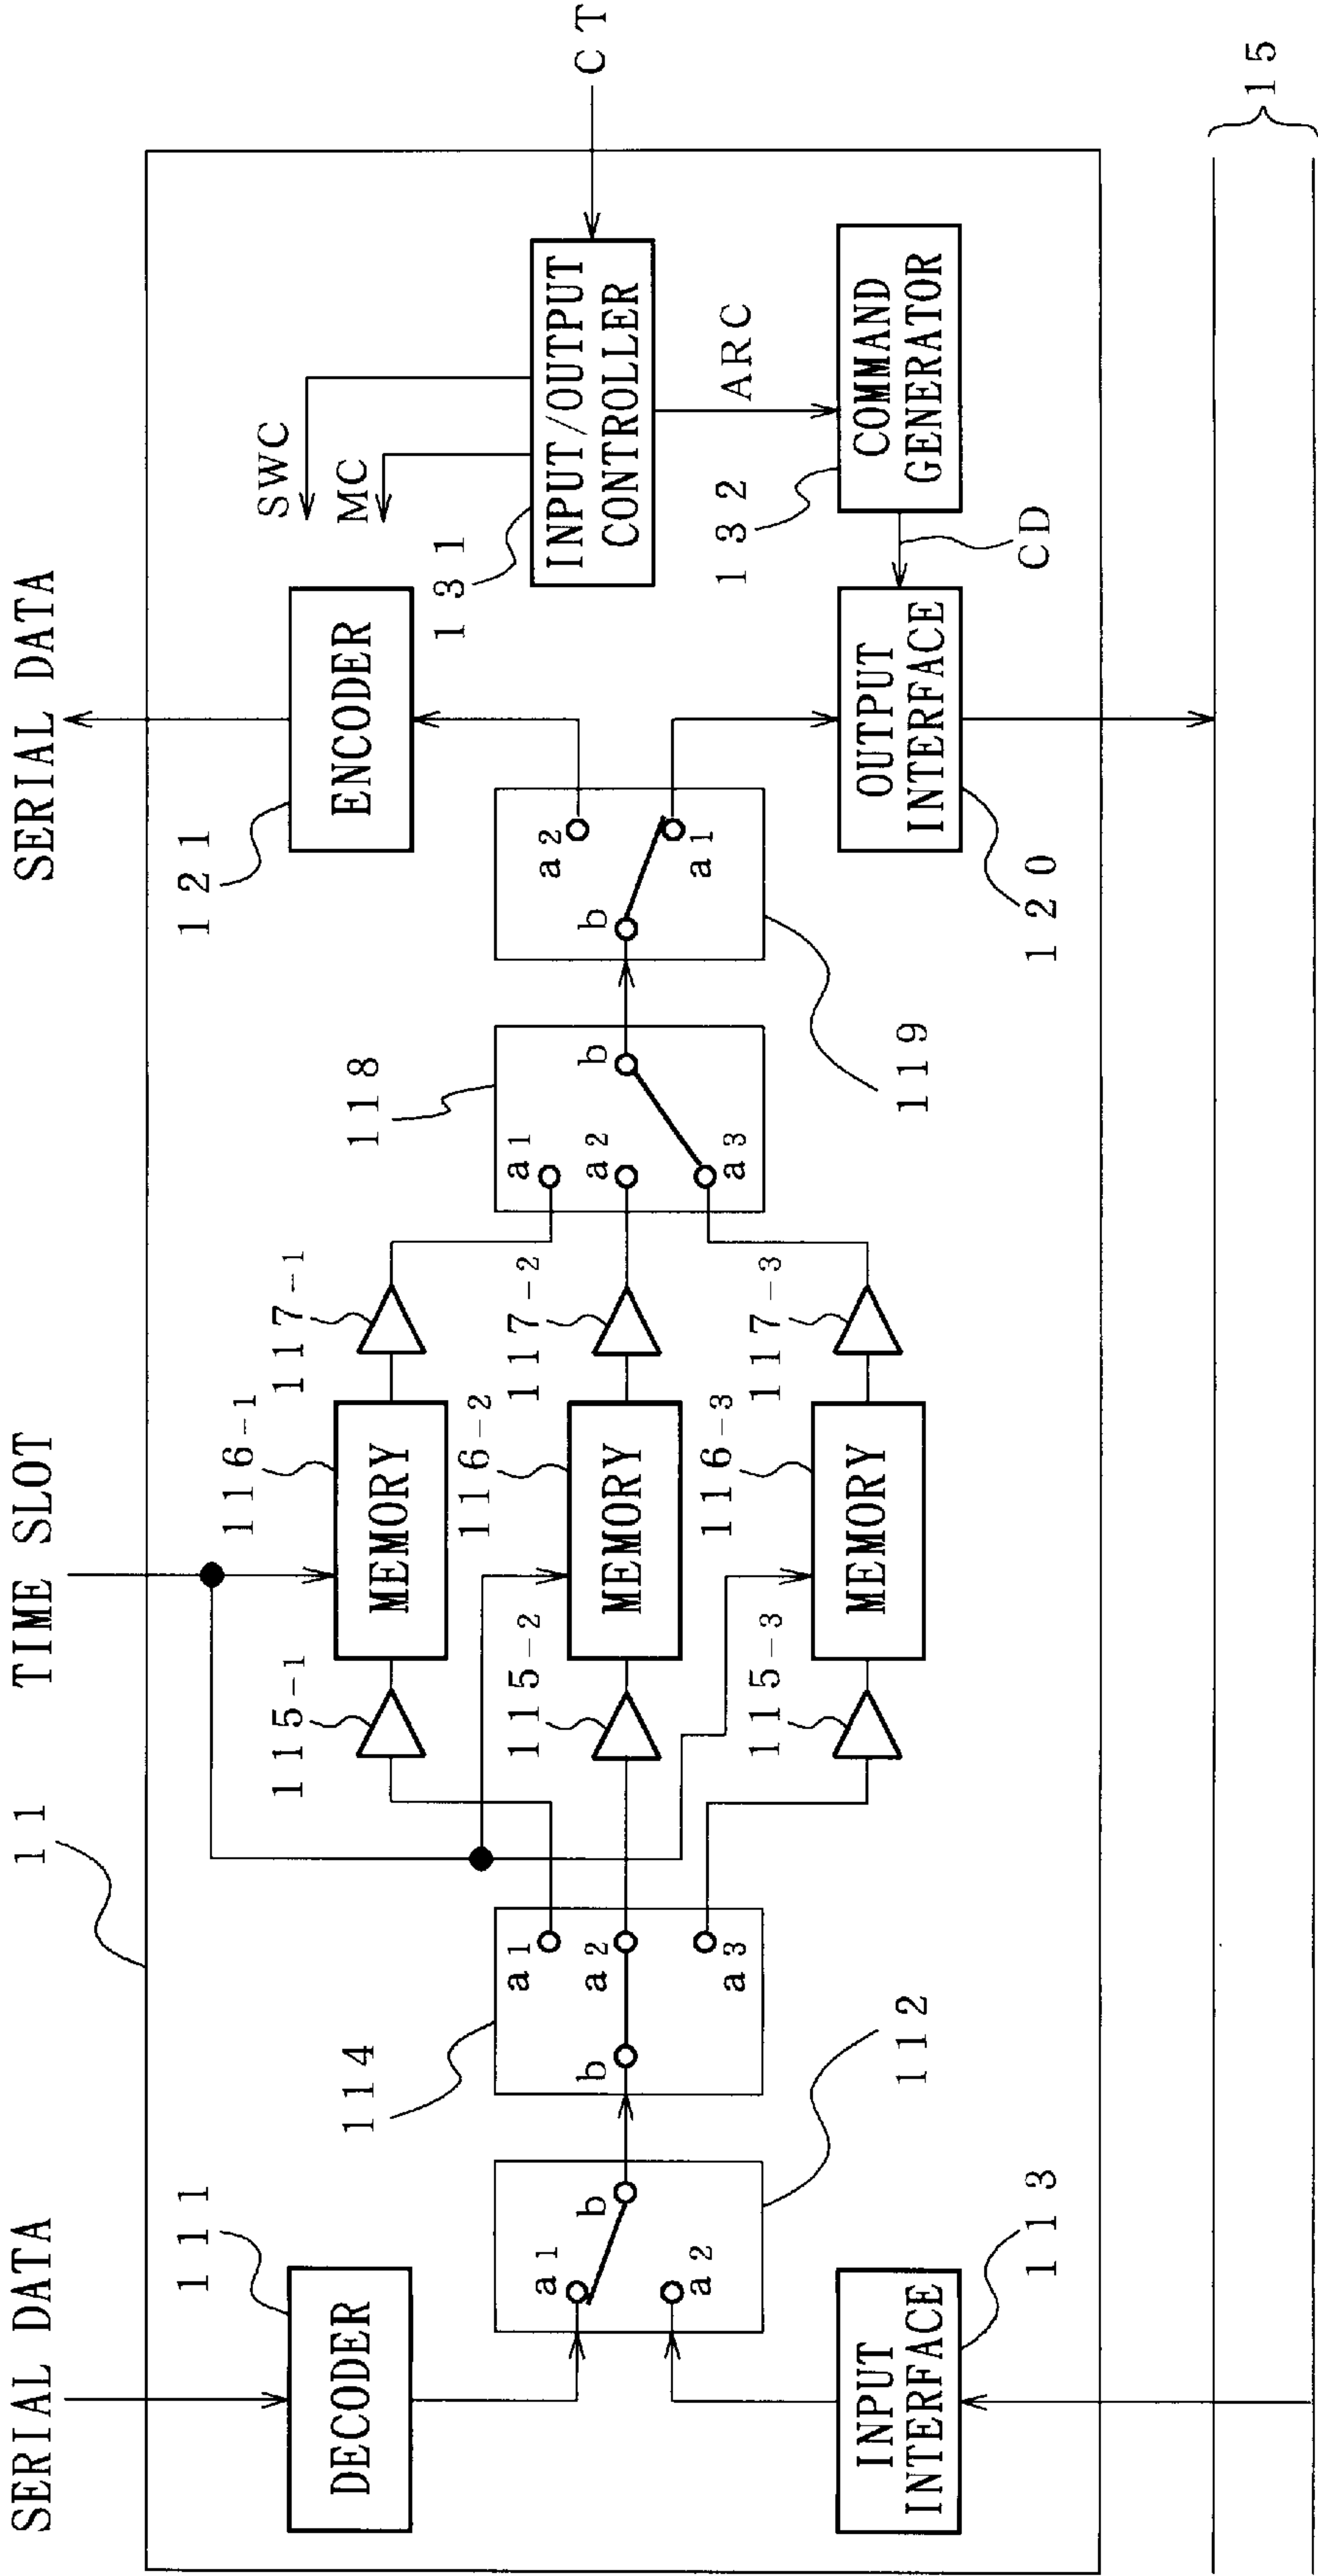 SERIAL DATA
11
TIME SLOT
SERIAL DATA
111
DECODER
114
a1
a2
b
112
b
a1
a2
a3
113
INPUT
INTERFACE
115-1
116-1
117-1
MEMORY
115-2
116-2
117-2
MEMORY
115-3
116-3
117-3
MEMORY
118
a1
a2
a3
b
119
b
a2
a1
121
ENCODER
SWC
MC
131
INPUT/OUTPUT
CONTROLLER
CT
ARC
132
COMMAND
GENERATOR
CD
OUTPUT
INTERFACE
120
15